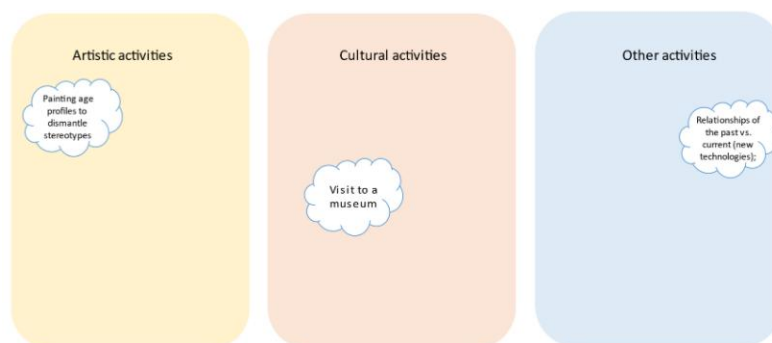 Artistic activities
Painting age
profiles to
dismantle
stereotypes
Cultural activities
Visit to a
museum
Other activities
Relationships of
the past vs.
current (new
technologies);